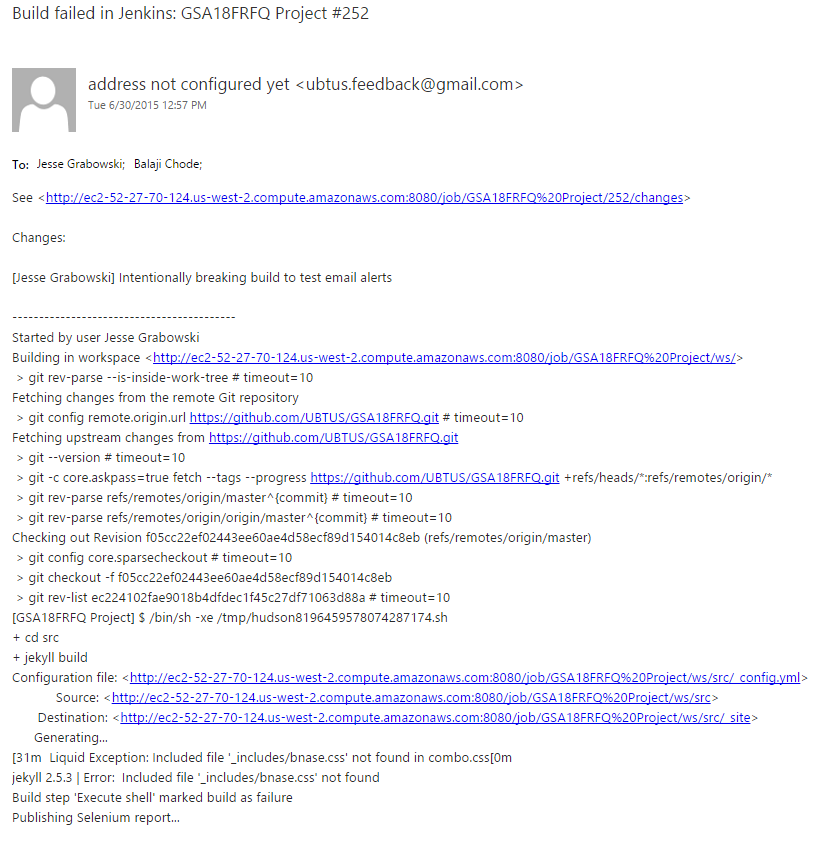 Build failed in Jenkins: GSA18FRFQ Project #252
address not configured yet <ubtus.feedback@gmail.com>
Tue 6/30/2015 12:57 PM
To: Jesse Grabowski; Balaji Chode;
See <http://ec2-52-27-70-124.us-west-2.compute.amazonaws.com:8080/job/GSA18FRFQ%20Project/252/changes>
Changes:
[Jesse Grabowski] Intentionally breaking build to test email alerts
------------------------------------------
Started by user Jesse Grabowski
Building in workspace <http://ec2-52-27-70-124.us-west-2.compute.amazonaws.com:8080/job/GSA18FRFQ%20Project/ws/>
> git rev-parse --is-inside-work-tree # timeout=10
Fetching changes from the remote Git repository
> git config remote.origin.url https://github.com/UBTUS/GSA18FRFQ.git # timeout=10
Fetching upstream changes from https://github.com/UBTUS/GSA18FRFQ.git
> git --version # timeout=10
> git -c core.askpass=true fetch --tags --progress https://github.com/UBTUS/GSA18FRFQ.git +refs/heads/*:refs/remotes/origin/*
> git rev-parse refs/remotes/origin/master^{commit} # timeout=10
> git rev-parse refs/remotes/origin/origin/master^{commit} # timeout=10
Checking out Revision f05cc22ef02443ee60ae4d58ecf89d154014c8eb (refs/remotes/origin/master)
> git config core.sparsecheckout # timeout=10
> git checkout -f f05cc22ef02443ee60ae4d58ecf89d154014c8eb
> git rev-list ec224102fae9018b4dfdec1f45c27df71063d88a # timeout=10
[GSA18FRFQ Project] $ /bin/sh -xe /tmp/hudson8196459578074287174.sh
+ cd src
+ jekyll build
Configuration file: <http://ec2-52-27-70-124.us-west-2.compute.amazonaws.com:8080/job/GSA18FRFQ%20Project/ws/src/_config.yml>
Source: <http://ec2-52-27-70-124.us-west-2.compute.amazonaws.com:8080/job/GSA18FRFQ%20Project/ws/src>
Destination: <http://ec2-52-27-70-124.us-west-2.compute.amazonaws.com:8080/job/GSA18FRFQ%20Project/ws/src/_site>
Generating...
[31m  Liquid Exception: Included file '_includes/bnase.css' not found in combo.css[0m
jekyll 2.5.3 | Error:  Included file '_includes/bnase.css' not found
Build step 'Execute shell' marked build as failure
Publishing Selenium report...